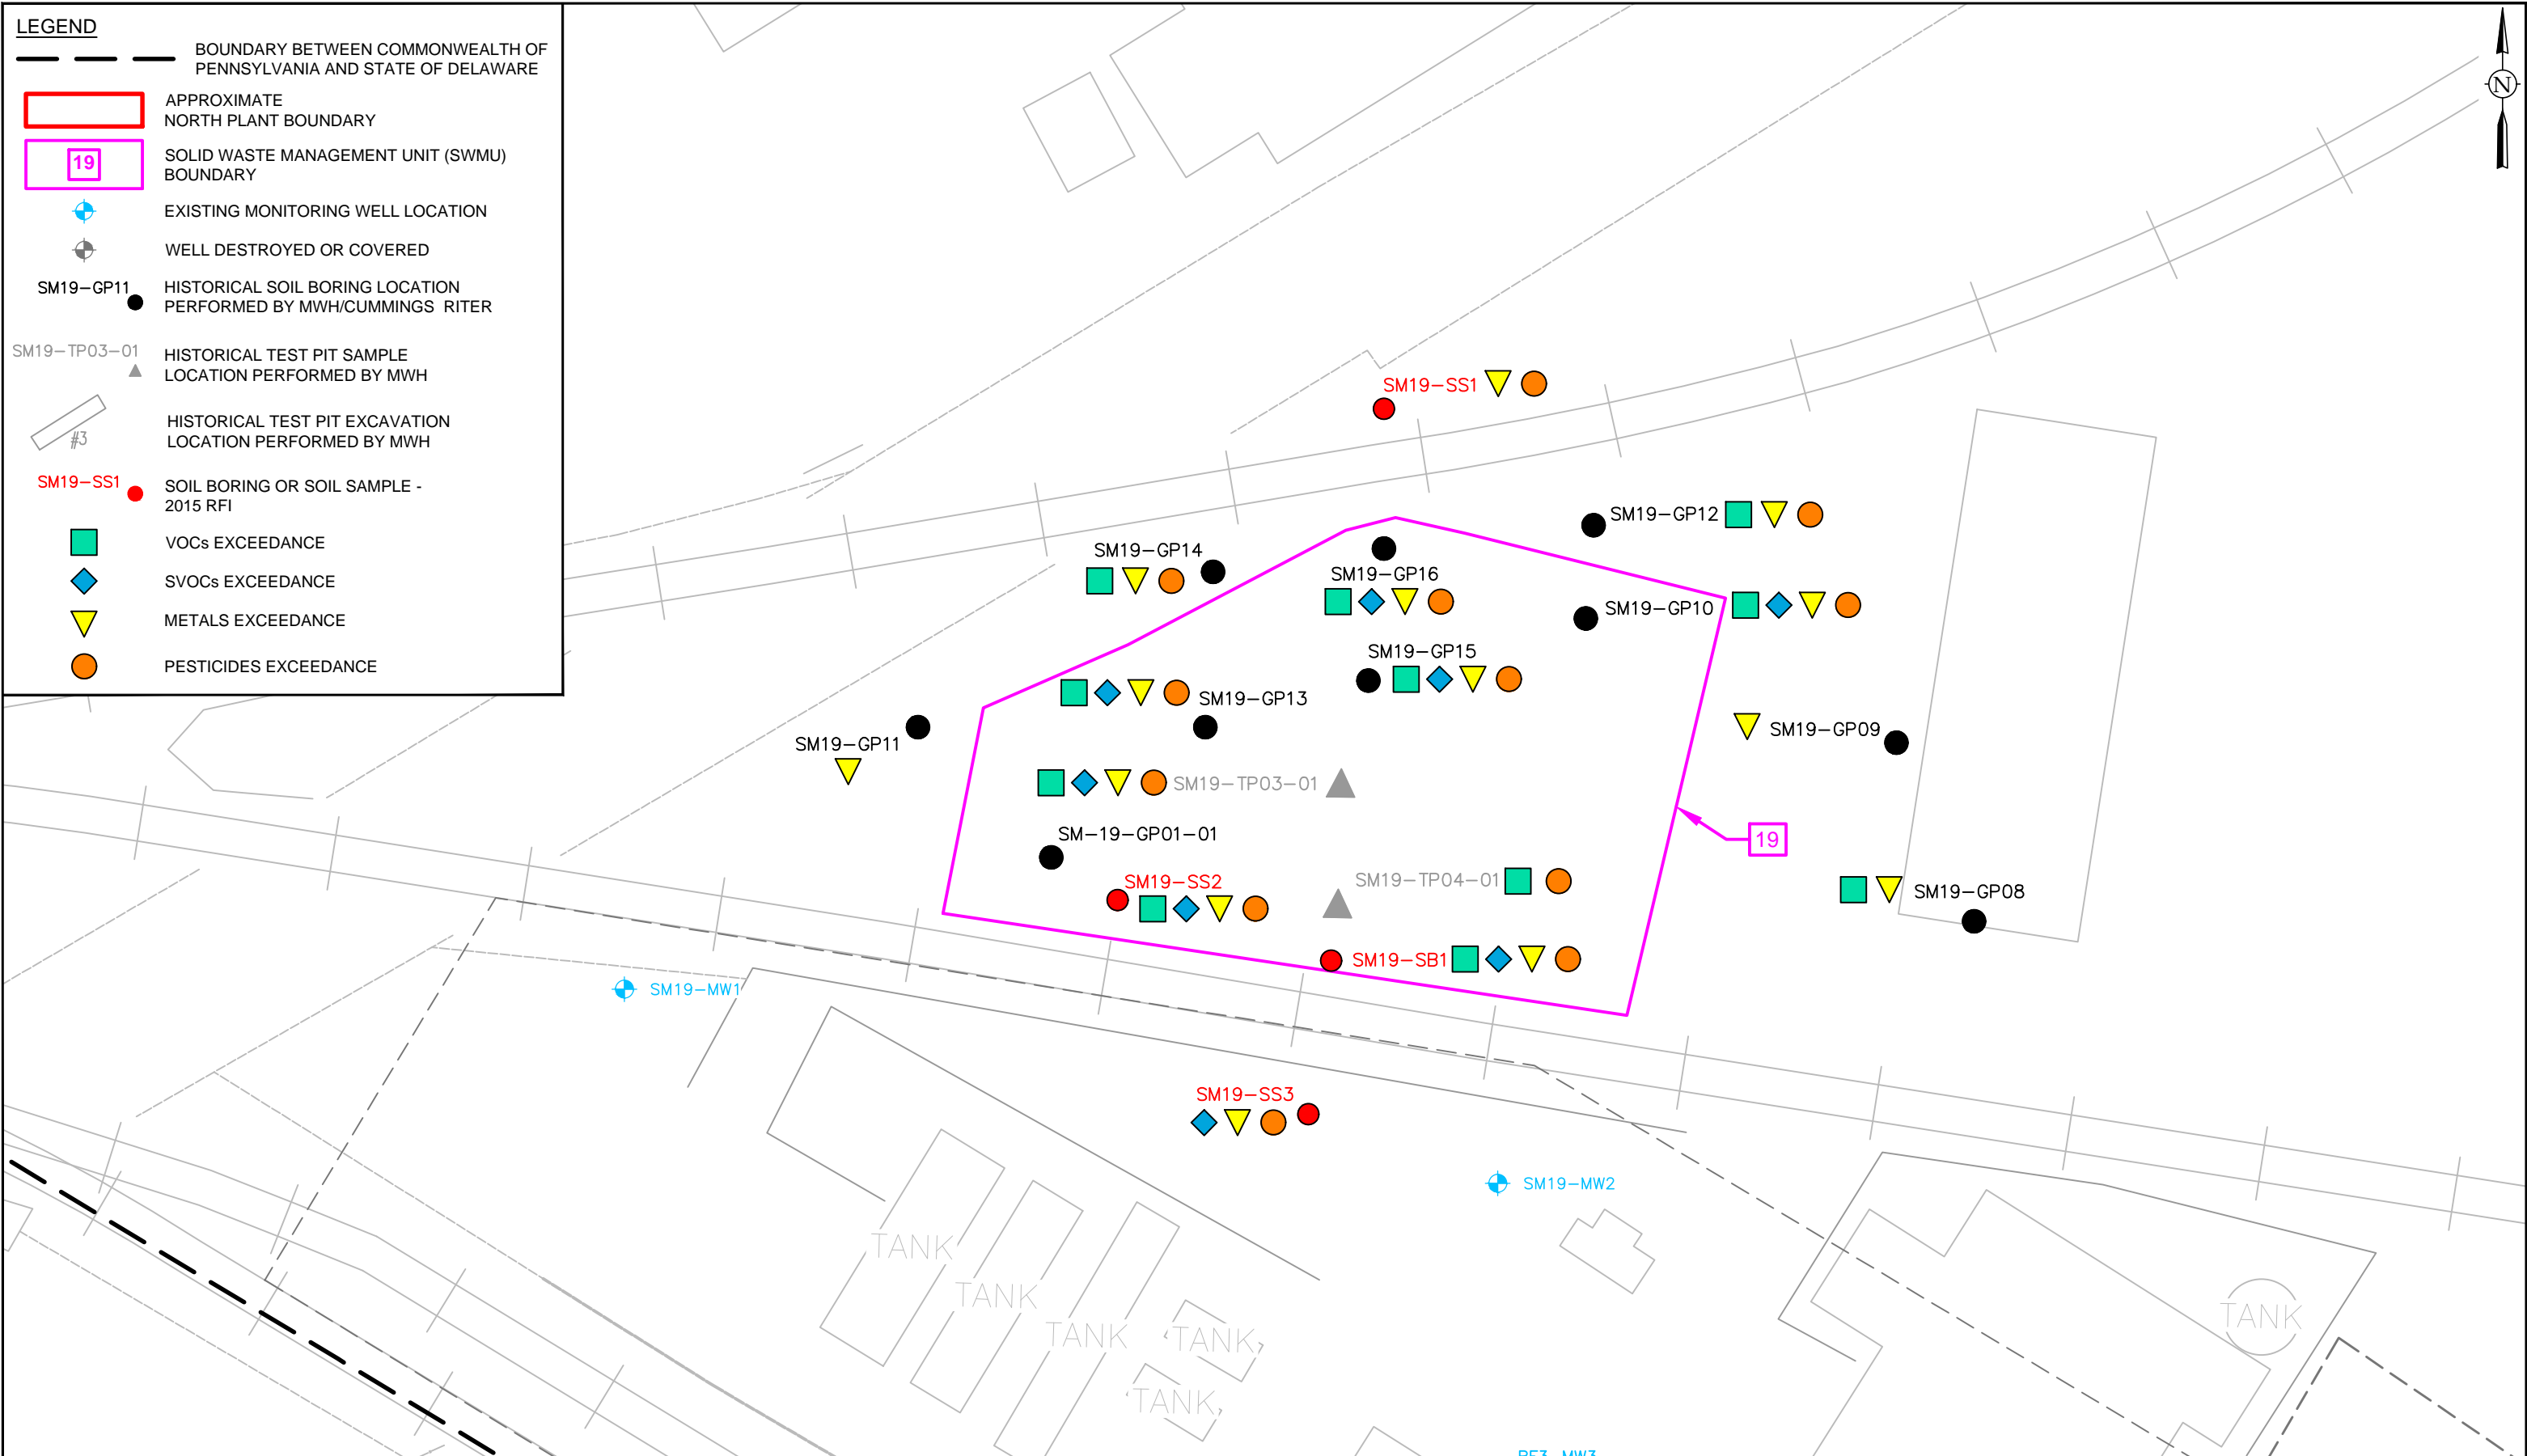 LEGEND
BOUNDARY BETWEEN COMMONWEALTH OF
PENNSYLVANIA AND STATE OF DELAWARE
APPROXIMATE
NORTH PLANT BOUNDARY
19
SOLID WASTE MANAGEMENT UNIT (SWMU)
BOUNDARY
EXISTING MONITORING WELL LOCATION
WELL DESTROYED OR COVERED
SM19-GP11
HISTORICAL SOIL BORING LOCATION
PERFORMED BY MWH/CUMMINGS RITER
SM19-TP03-01
HISTORICAL TEST PIT SAMPLE
LOCATION PERFORMED BY MWH
#3
HISTORICAL TEST PIT EXCAVATION
LOCATION PERFORMED BY MWH
SM19-SS1
SOIL BORING OR SOIL SAMPLE -
2015 RFI
VOCs EXCEEDANCE
SVOCs EXCEEDANCE
METALS EXCEEDANCE
PESTICIDES EXCEEDANCE
N
SM19-SS1
SM19-GP12
SM19-GP14
SM19-GP16
SM19-GP10
SM19-GP15
SM19-GP13
SM19-GP11
SM19-GP09
SM19-TP03-01
SM-19-GP01-01
19
SM19-SS2
SM19-TP04-01
SM19-GP08
SM19-SB1
SM19-MW1
SM19-SS3
SM19-MW2
TANK
TANK
TANK
TANK
TANK
TANK